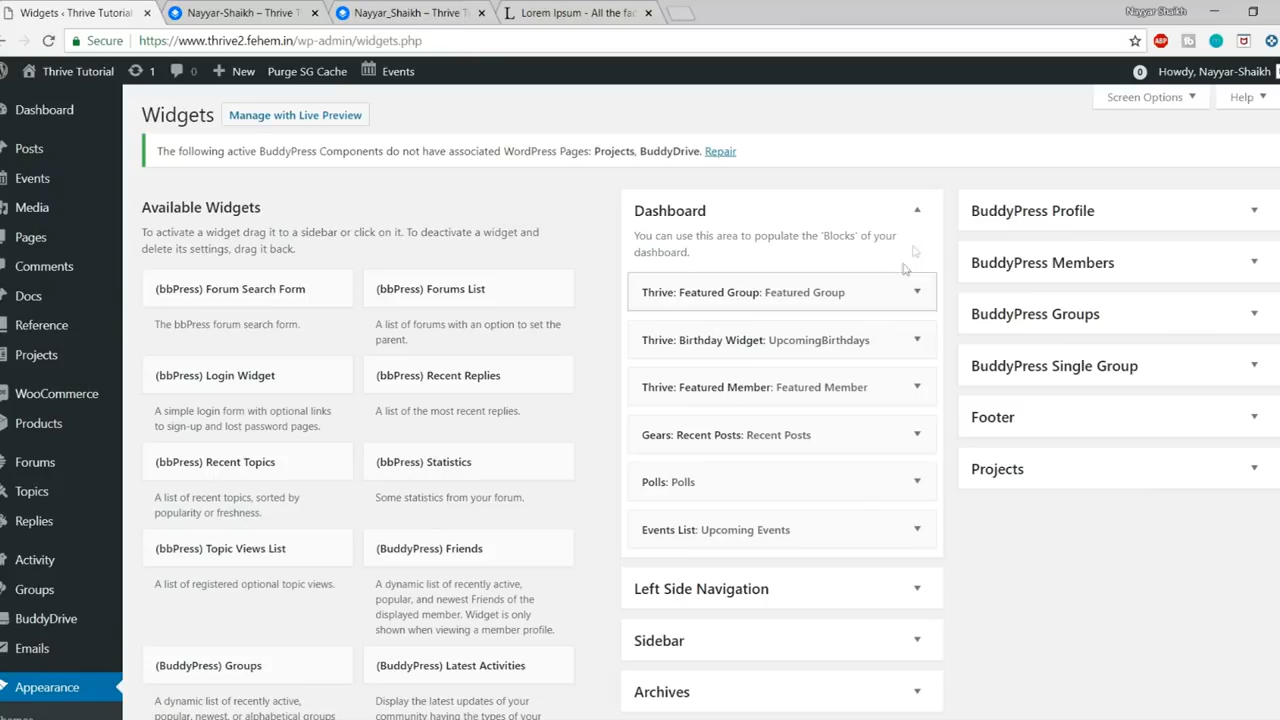 Widgets ‹ Thrive Tutorial
Nayyar-Shaikh – Thrive T
Nayyar_Shaikh – Thrive T
Lorem Ipsum - All the fac
Nayyar Shaikh
Secure
https://www.thrive2.fehem.in/wp-admin/widgets.php
ABP
Thrive Tutorial
1
0
New
Purge SG Cache
Events
0
Howdy, Nayyar-Shaikh
Dashboard
Posts
Events
Media
Pages
Comments
Docs
Reference
Projects
WooCommerce
Products
Forums
Topics
Replies
Activity
Groups
BuddyDrive
Emails
Appearance
Themes
Screen Options
Help
Widgets
Manage with Live Preview
The following active BuddyPress Components do not have associated WordPress Pages: Projects, BuddyDrive. Repair
Available Widgets
To activate a widget drag it to a sidebar or click on it. To deactivate a widget and
delete its settings, drag it back.
(bbPress) Forum Search Form
The bbPress forum search form.
(bbPress) Forums List
A list of forums with an option to set the
parent.
(bbPress) Login Widget
A simple login form with optional links
to sign-up and lost password pages.
(bbPress) Recent Replies
A list of the most recent replies.
(bbPress) Recent Topics
A list of recent topics, sorted by
popularity or freshness.
(bbPress) Statistics
Some statistics from your forum.
(bbPress) Topic Views List
A list of registered optional topic views.
(BuddyPress) Friends
A dynamic list of recently active,
popular, and newest Friends of the
displayed member. Widget is only
shown when viewing a member profile.
(BuddyPress) Groups
A dynamic list of recently active,
popular, newest, or alphabetical groups
(BuddyPress) Latest Activities
Display the latest updates of your
community having the types of your
Dashboard
You can use this area to populate the 'Blocks' of your
dashboard.
Thrive: Featured Group: Featured Group
Thrive: Birthday Widget: UpcomingBirthdays
Thrive: Featured Member: Featured Member
Gears: Recent Posts: Recent Posts
Polls: Polls
Events List: Upcoming Events
Left Side Navigation
Sidebar
Archives
BuddyPress Profile
BuddyPress Members
BuddyPress Groups
BuddyPress Single Group
Footer
Projects